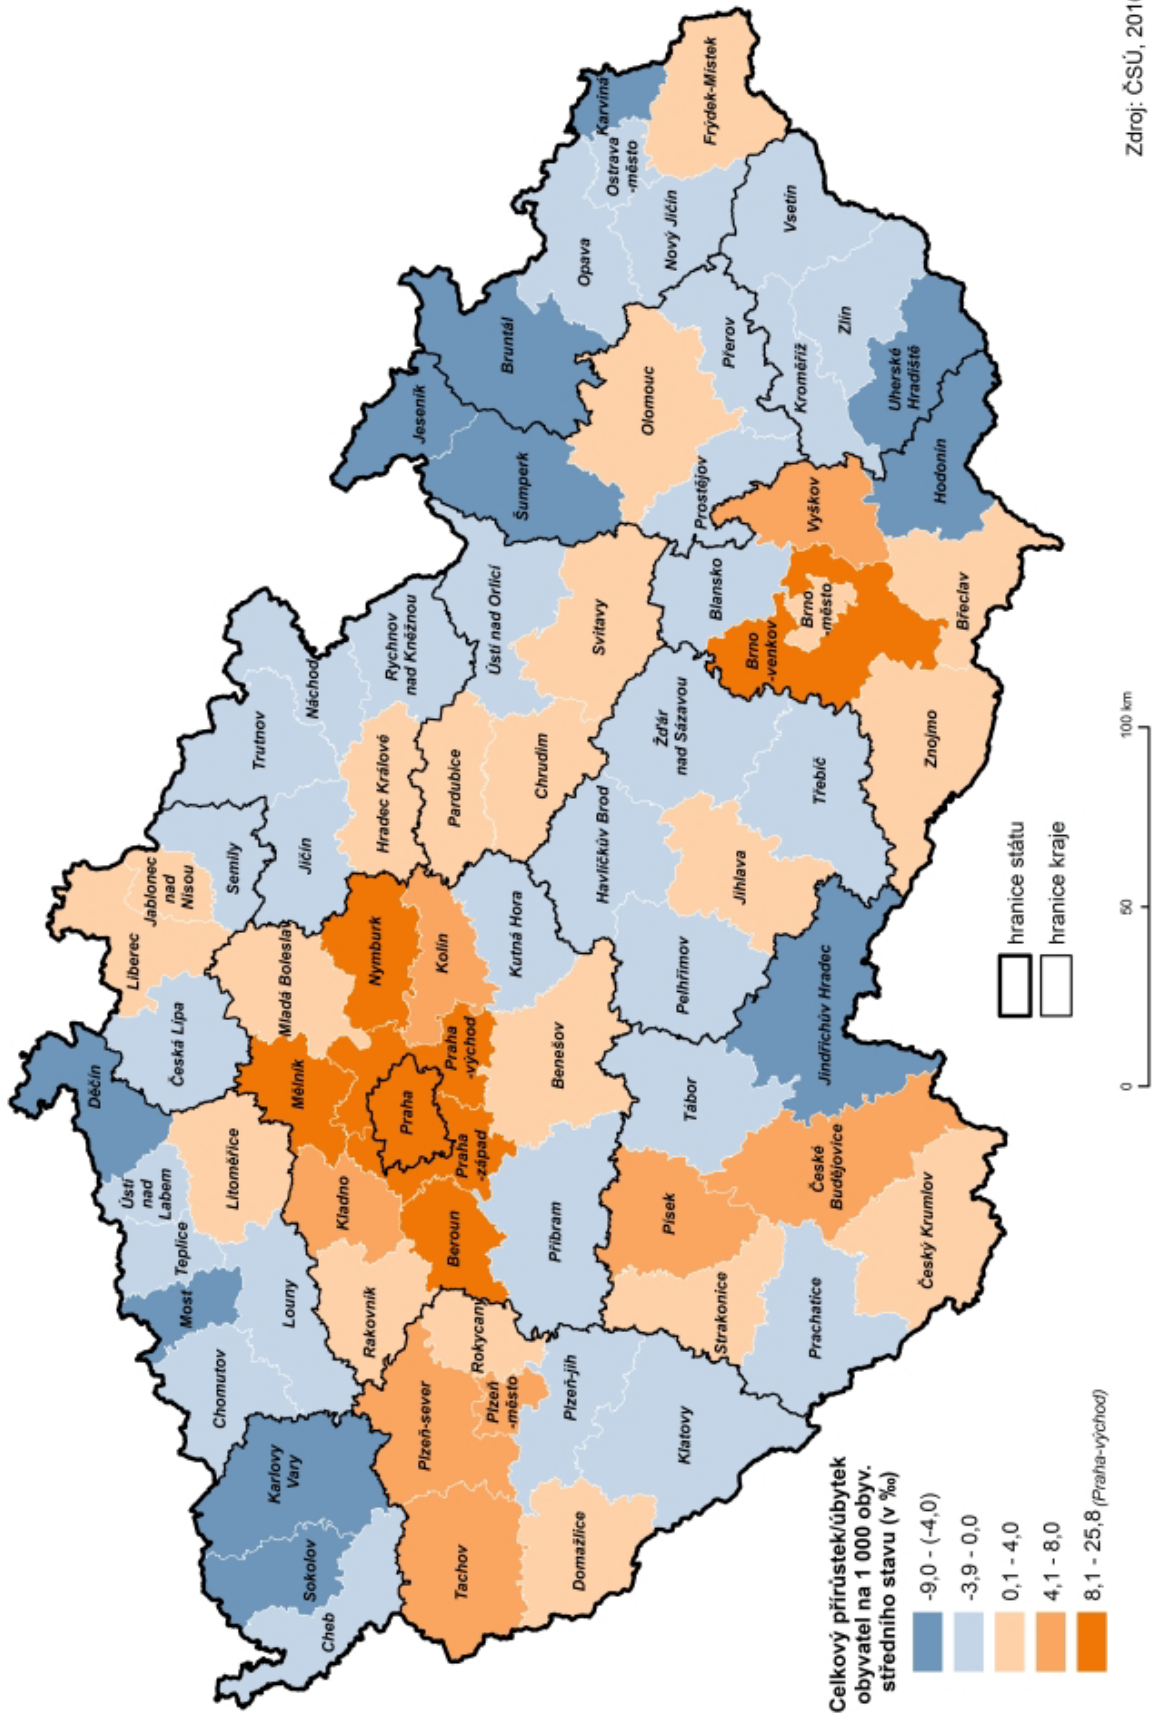 Cheb
Sokolov
Karlovy
Vary
Chomutov
Most
Teplice
Ústí
nad
Labem
Děčín
Louny
Litoměřice
Česká Lípa
Liberec
Jablonec
nad
Nisou
Semily
Jičín
Trutnov
Náchod
Rychnov
nad Kněžnou
Hradec Králové
Mladá Boleslav
Mělník
Nymburk
Kolín
Kutná Hora
Praha
Praha
-východ
Praha
-západ
Kladno
Rakovník
Beroun
Příbram
Benešov
Tachov
Plzeň-sever
Plzeň
-město
Rokycany
Plzeň-jih
Domažlice
Klatovy
Strakonice
Písek
Tábor
Prachatice
České
Budějovice
Český Krumlov
Jindřichův Hradec
Pelhřimov
Havlíčkův Brod
Jihlava
Žďár
nad Sázavou
Třebíč
Pardubice
Chrudim
Ústí nad Orlicí
Svitavy
Znojmo
Brno
-venkov
Brno
-město
Blansko
Vyškov
Břeclav
Hodonín
Uherské
Hradiště
Zlín
Kroměříž
Vsetín
Prostějov
Přerov
Olomouc
Šumperk
Jeseník
Bruntál
Opava
Nový Jičín
Ostrava
-město
Karviná
Frýdek-Místek
Celkový přírůstek/úbytek
obyvatel na 1 000 obyv.
středního stavu (v ‰)
-9,0 - (-4,0)
-3,9 - 0,0
0,1 - 4,0
4,1 - 8,0
8,1 - 25,8 (Praha-východ)
hranice státu
hranice kraje
0 50 100 km
Zdroj: ČSÚ, 2016